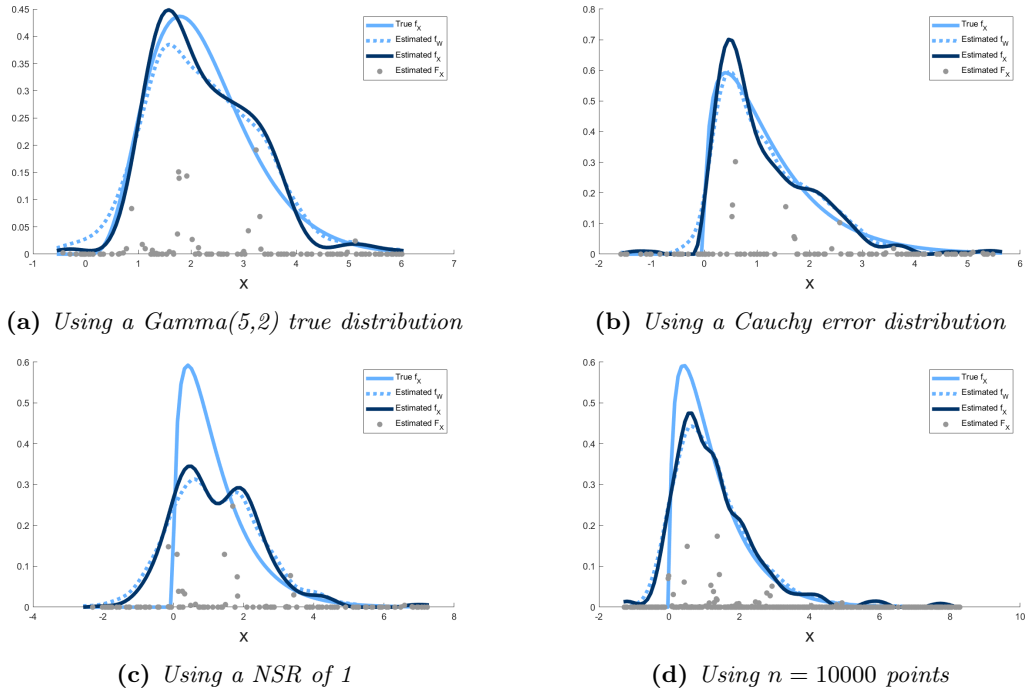 0.45
0.4
0.35
0.3
0.25
0.2
0.15
0.1
0.05
0
-1 0 1 2 3 4 5 6 7
x
True f_X
Estimated f_W
Estimated f_X
Estimated F_X
(a) Using a Gamma(5,2) true distribution
0.8
0.7
0.6
0.5
0.4
0.3
0.2
0.1
0
-2 -1 0 1 2 3 4 5 6
x
True f_X
Estimated f_W
Estimated f_X
Estimated F_X
(b) Using a Cauchy error distribution
0.6
0.5
0.4
0.3
0.2
0.1
0
-4 -2 0 2 4 6 8
x
True f_X
Estimated f_W
Estimated f_X
Estimated F_X
(c) Using a NSR of 1
0.6
0.5
0.4
0.3
0.2
0.1
0
-2 0 2 4 6 8 10
x
True f_X
Estimated f_W
Estimated f_X
Estimated F_X
(d) Using n = 10000 points